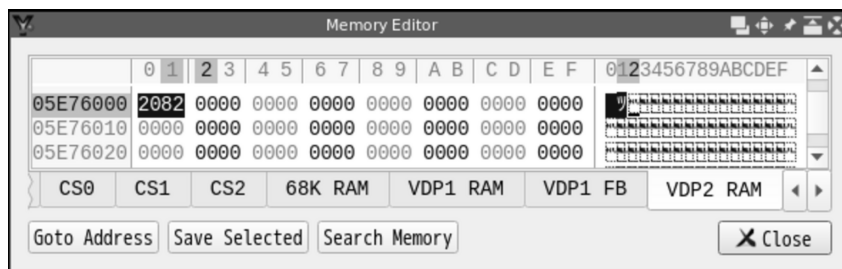 Memory Editor
0 1 2 3 4 5 6 7 8 9 A B C D E F 0123456789ABCDEF
05E76000 2082 0000 0000 0000 0000 0000 0000 0000
05E76010 0000 0000 0000 0000 0000 0000 0000 0000
05E76020 0000 0000 0000 0000 0000 0000 0000 0000
CS0 CS1 CS2 68K RAM VDP1 RAM VDP1 FB VDP2 RAM
Goto Address Save Selected Search Memory Close